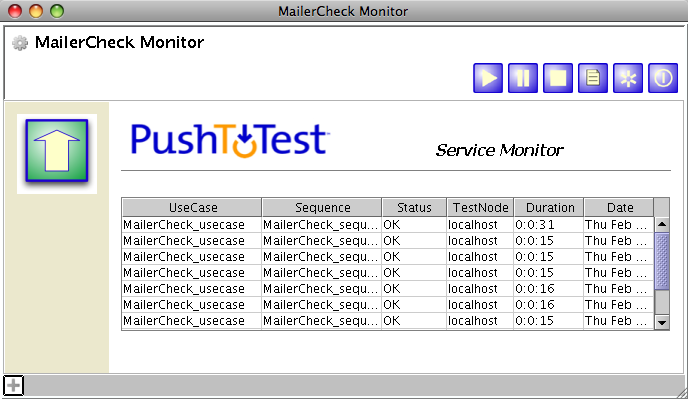 MailerCheck Monitor
MailerCheck Monitor
PushToTest
Service Monitor
UseCase Sequence Status TestNode Duration Date
MailerCheck_usecase MailerCheck_sequ... OK localhost 0:0:31 Thu Feb ...
MailerCheck_usecase MailerCheck_sequ... OK localhost 0:0:15 Thu Feb ...
MailerCheck_usecase MailerCheck_sequ... OK localhost 0:0:15 Thu Feb ...
MailerCheck_usecase MailerCheck_sequ... OK localhost 0:0:15 Thu Feb ...
MailerCheck_usecase MailerCheck_sequ... OK localhost 0:0:16 Thu Feb ...
MailerCheck_usecase MailerCheck_sequ... OK localhost 0:0:16 Thu Feb ...
MailerCheck_usecase MailerCheck_sequ... OK localhost 0:0:15 Thu Feb ...